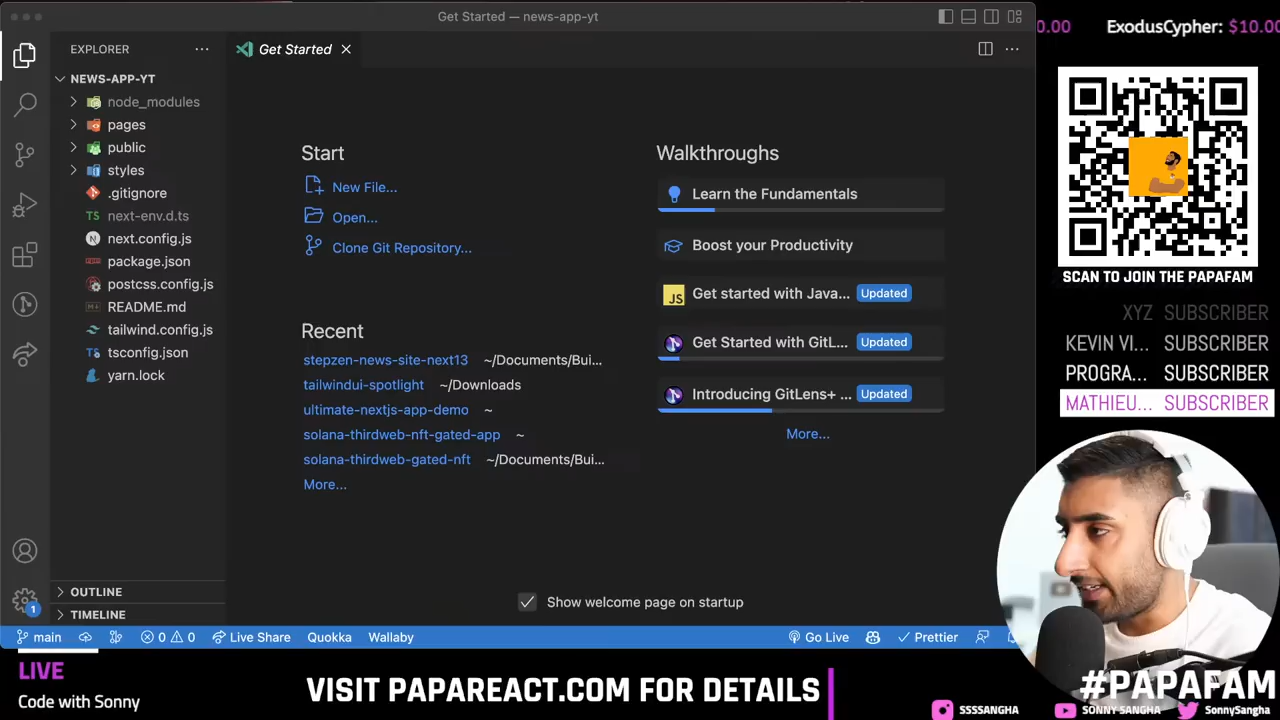 Get Started — news-app-yt
0.00
ExodusCypher: $10.00
EXPLORER
Get Started
NEWS-APP-YT
node_modules
pages
public
styles
.gitignore
TS next-env.d.ts
N next.config.js
package.json
postcss.config.js
README.md
tailwind.config.js
TS tsconfig.json
yarn.lock
OUTLINE
TIMELINE
1
Start
New File...
Open...
Clone Git Repository...
Recent
stepzen-news-site-next13 ~/Documents/Bui...
tailwindui-spotlight ~/Downloads
ultimate-nextjs-app-demo ~
solana-thirdweb-nft-gated-app ~
solana-thirdweb-gated-nft ~/Documents/Bui...
More...
Walkthroughs
Learn the Fundamentals
Boost your Productivity
JS Get started with Java... Updated
Get Started with GitL... Updated
Introducing GitLens+ ... Updated
More...
Show welcome page on startup
main
0 0
Live Share
Quokka
Wallaby
Go Live
Prettier
SCAN TO JOIN THE PAPAFAM
XYZ SUBSCRIBER
KEVIN VI... SUBSCRIBER
PROGRA... SUBSCRIBER
MATHIEU... SUBSCRIBER
LIVE
Code with Sonny
VISIT PAPAREACT.COM FOR DETAILS
#PAPAFAM
SSSSANGHA
SONNY SANGHA
SonnySangha